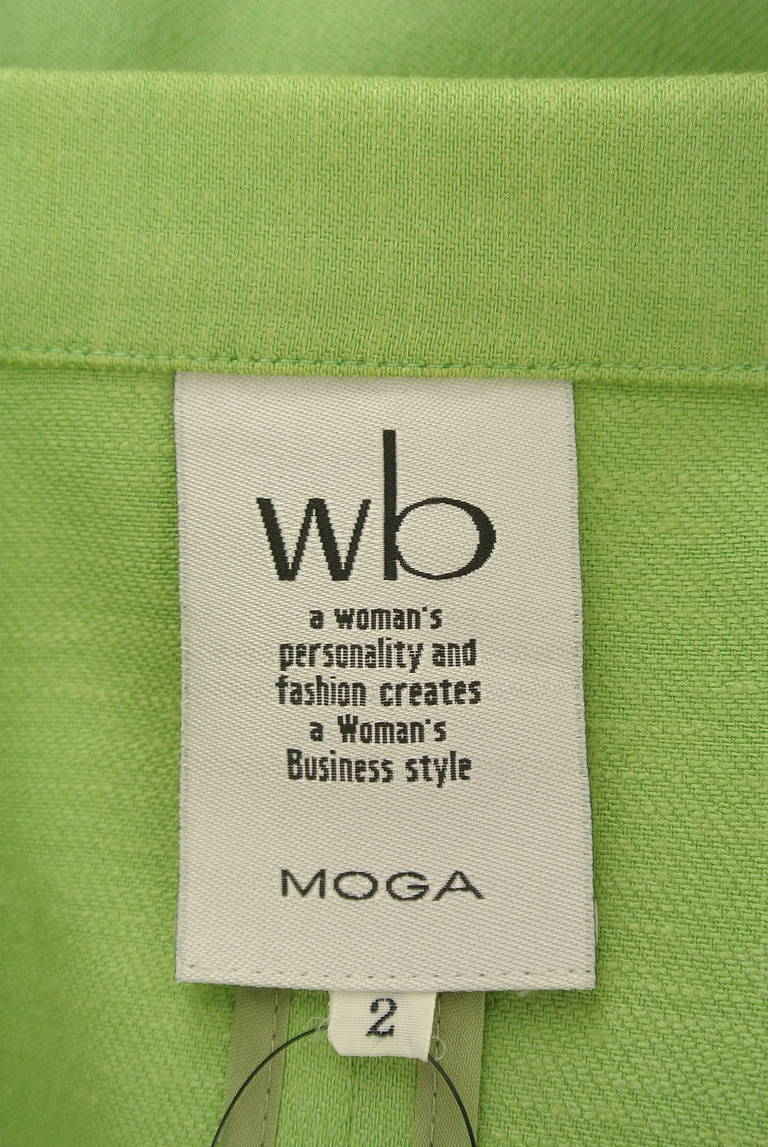 wb
a woman's
personality and
fashion creates
a Woman's
Business style
MOGA
2